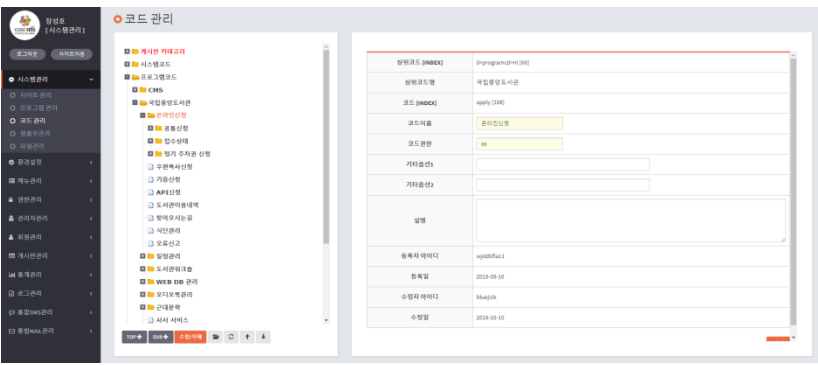 장성호
[시스템관리]
로그아웃 사이트이동
시스템관리
사이트 관리
프로그램 관리
코드 관리
템플릿관리
파일관리
환경설정
메뉴관리
권한관리
관리자관리
회원관리
게시판관리
통계관리
로그관리
통합SMS관리
통합MAIL관리
코드 관리
게시판 카테고리
시스템코드
프로그램코드
CMS
국립중앙도서관
온라인신청
공통신청
접수상태
정기 주차권 신청
우편복사신청
기증신청
API신청
도서관이용내역
찾아오시는길
식단관리
오류신고
일정관리
도서관워크숍
WEB DB 관리
오디오북관리
근대문학
사서 서비스
TOP SUB 수정/삭제
상위코드 [INDEX] 0>programcd>nl [66]
상위코드명 국립중앙도서관
코드 [INDEX] apply [108]
코드이름 온라인신청
코드권한
기타옵션1
기타옵션2
설명
등록자 아이디
등록일 2019-09-16
수정자 아이디 bluejick
수정일 2019-10-10